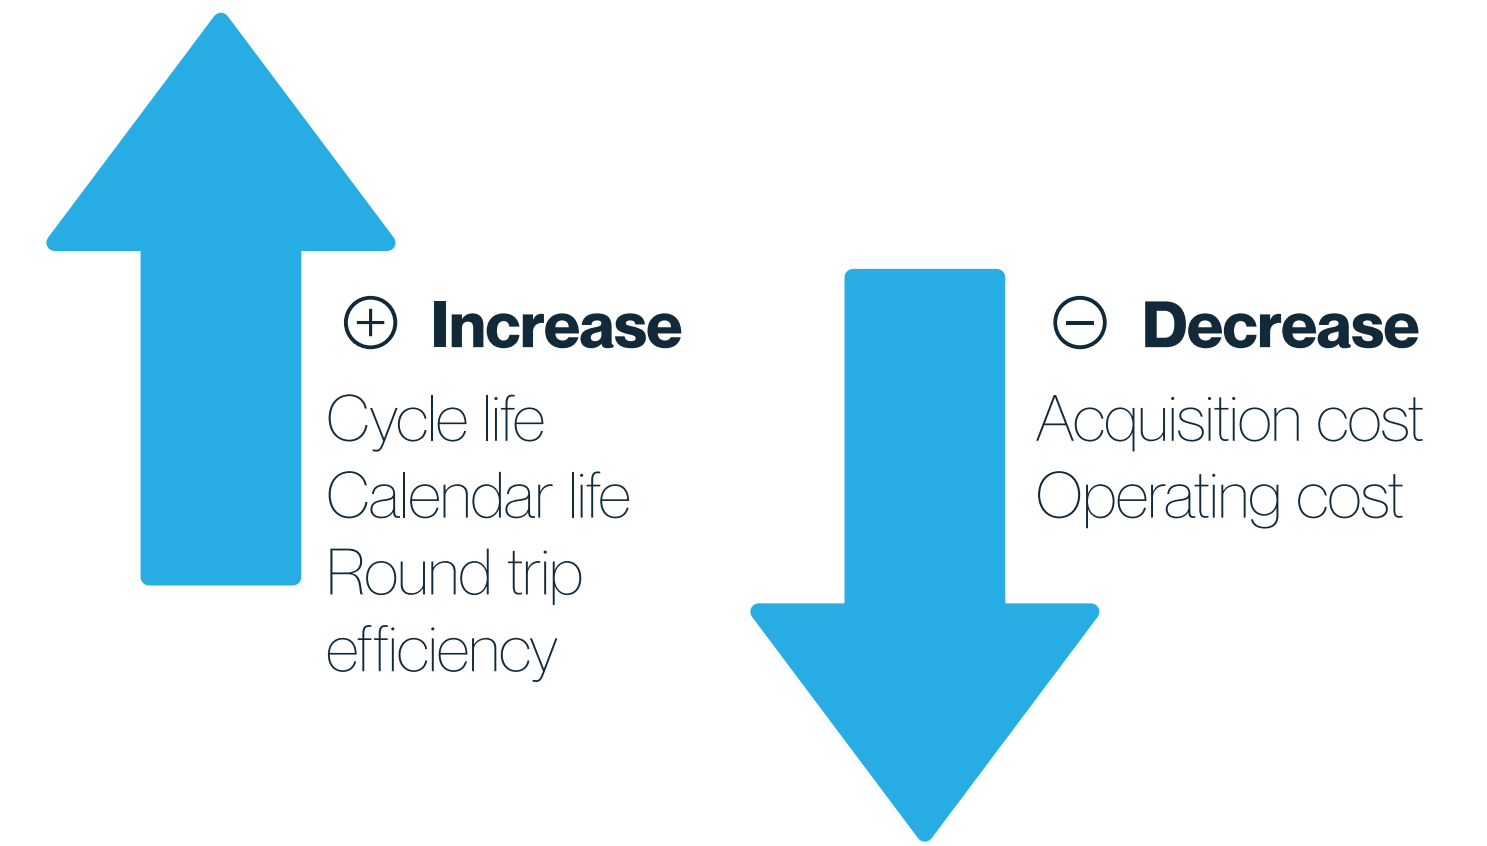 Increase
Cycle life
Calendar life
Round trip
efficiency
Decrease
Acquisition cost
Operating cost